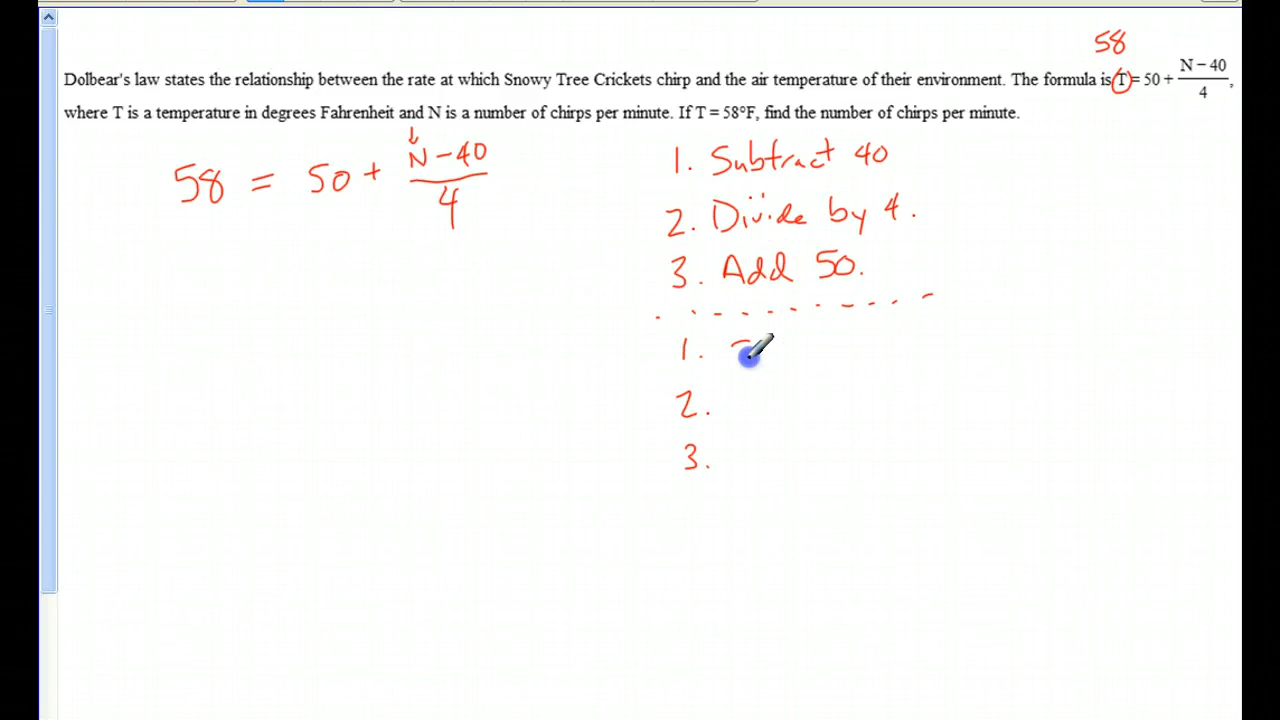 58
Dolbear's law states the relationship between the rate at which Snowy Tree Crickets chirp and the air temperature of their environment. The formula is T = 50 + (N − 40)/4,
where T is a temperature in degrees Fahrenheit and N is a number of chirps per minute. If T = 58°F, find the number of chirps per minute.
58 = 50 + (N − 40)/4
1. Subtract 40
2. Divide by 4.
3. Add 50.
1.
2.
3.